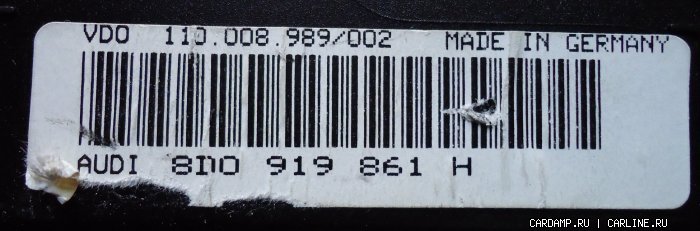 VDO 110.008.989/002 MADE IN GERMANY
AUDI 8D0 919 861 H
CARDAMP.RU | CARLINE.RU